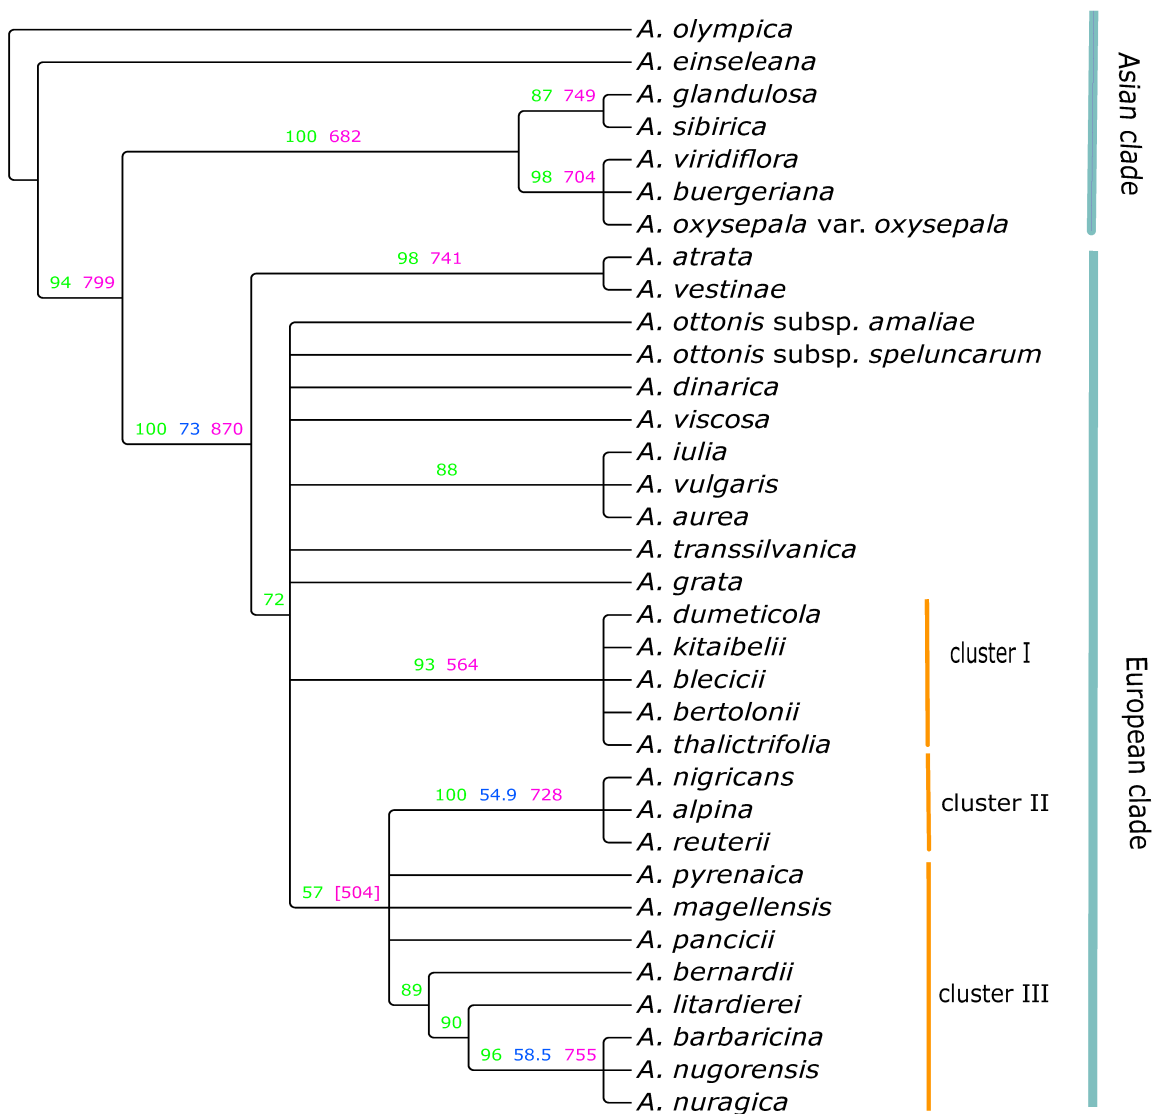 A. olympica
A. einseleana
87 749
A. glandulosa
100 682
A. sibirica
A. viridiflora
98 704
A. buergeriana
A. oxysepala var. oxysepala
Asian clade
98 741
A. atrata
94 799
A. vestinae
A. ottonis subsp. amaliae
A. ottonis subsp. speluncarum
A. dinarica
100 73 870
A. viscosa
A. iulia
88
A. vulgaris
A. aurea
A. transsilvanica
72
A. grata
A. dumeticola
A. kitaibelii
93 564
A. blecicii
A. bertolonii
A. thalictrifolia
cluster I
A. nigricans
100 54.9 728
A. alpina
A. reuterii
cluster II
European clade
A. pyrenaica
57 [504]
A. magellensis
A. pancicii
A. bernardii
89
A. litardierei
cluster III
90
A. barbaricina
96 58.5 755
A. nugorensis
A. nuragica